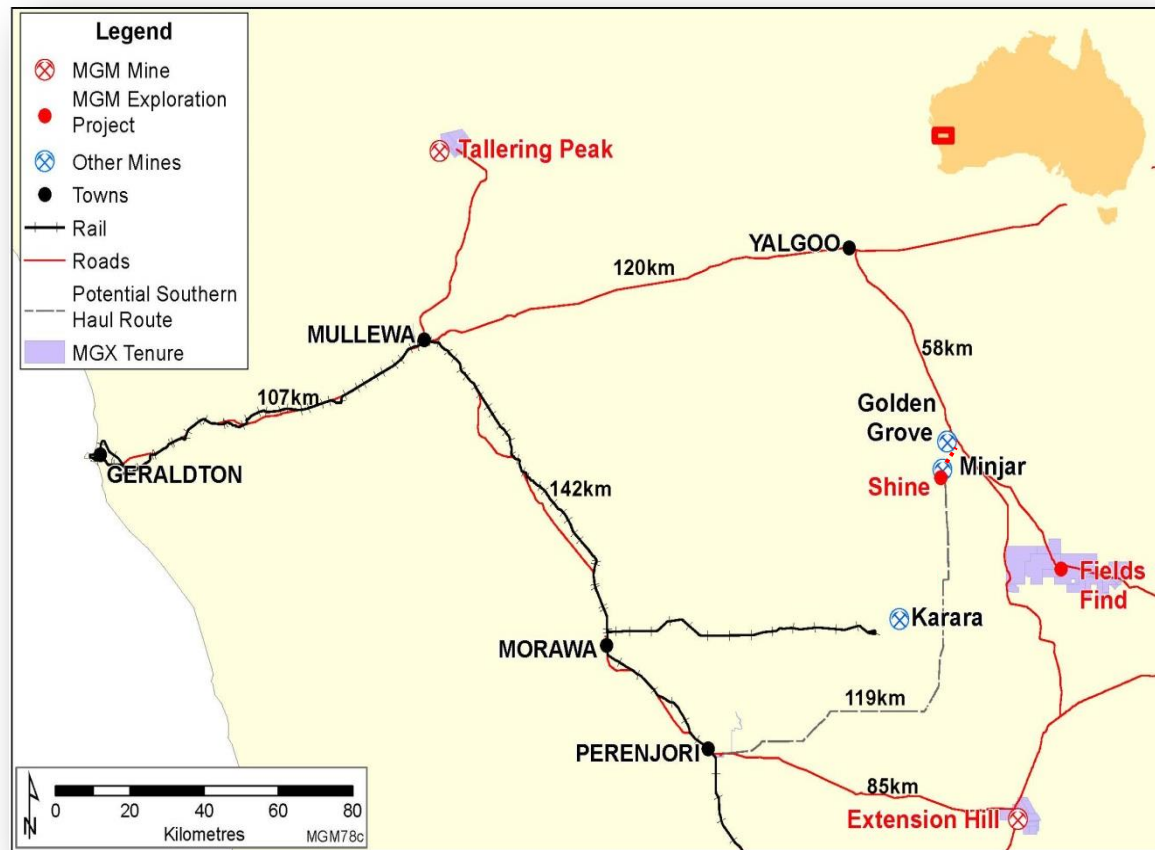 Legend
MGM Mine
MGM Exploration
Project
Other Mines
Towns
Rail
Roads
Potential Southern
Haul Route
MGX Tenure
Tallering Peak
YALGOO
120km
MULLEWA
58km
107km
Golden
Grove
GERALDTON
Minjar
Shine
142km
Fields
Find
Karara
MORAWA
119km
PERENJORI
85km
Extension Hill
0 20 40 60 80
Kilometres
MGM78c
N